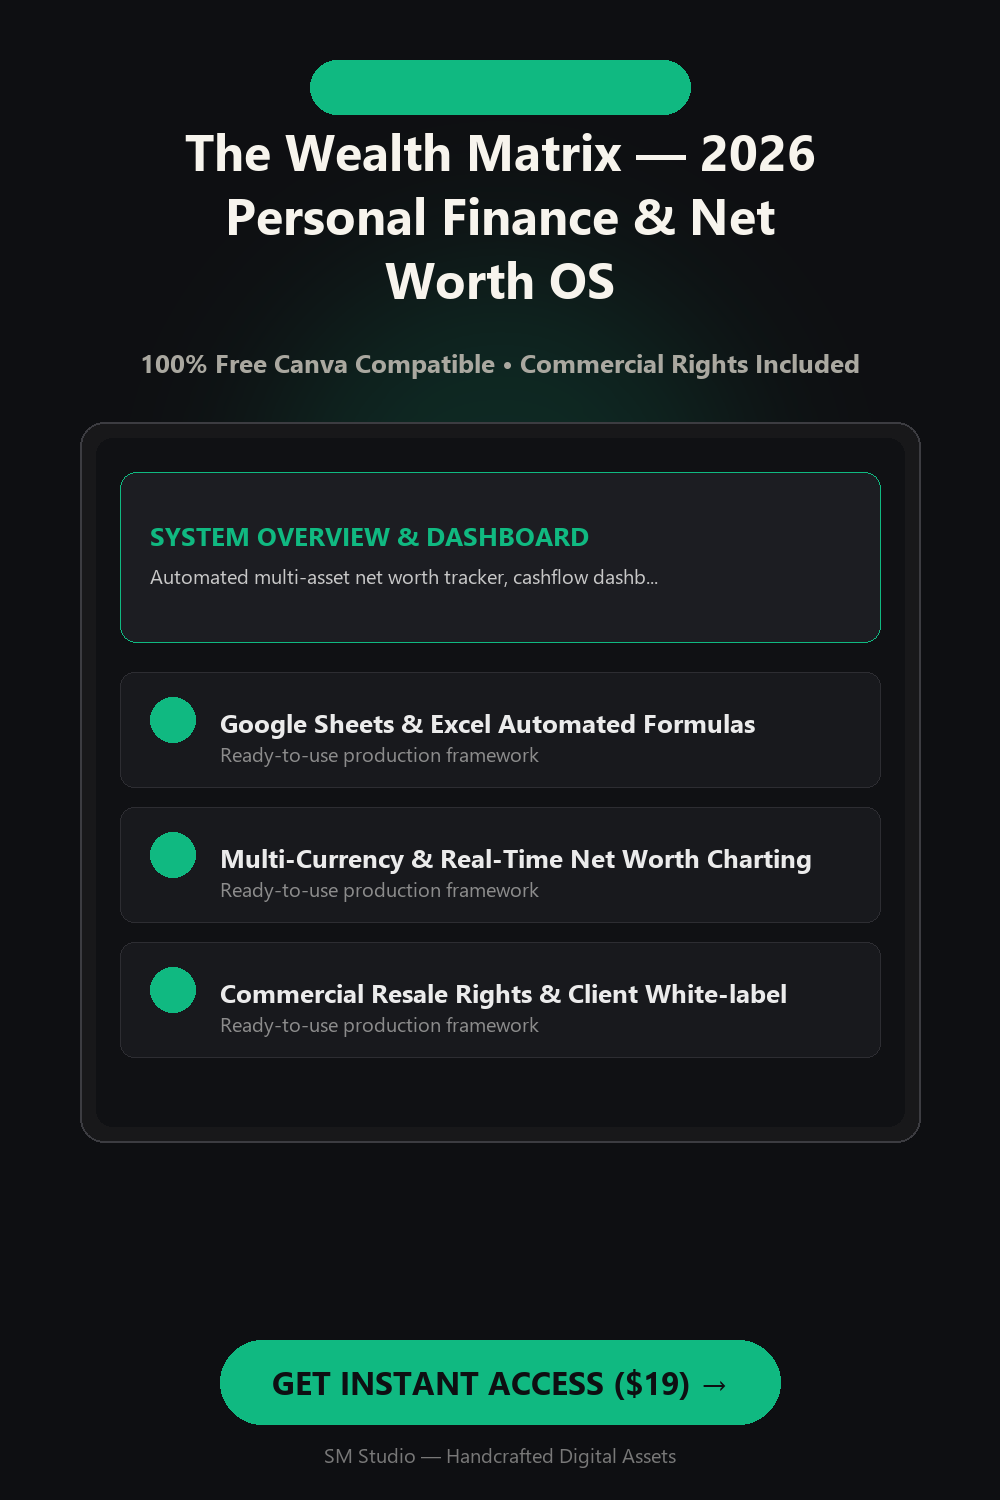 The Wealth Matrix — 2026
Personal Finance & Net
Worth OS
100% Free Canva Compatible • Commercial Rights Included
SYSTEM OVERVIEW & DASHBOARD
Automated multi-asset net worth tracker, cashflow dashb...
Google Sheets & Excel Automated Formulas
Ready-to-use production framework
Multi-Currency & Real-Time Net Worth Charting
Ready-to-use production framework
Commercial Resale Rights & Client White-label
Ready-to-use production framework
GET INSTANT ACCESS ($19) →
SM Studio — Handcrafted Digital Assets